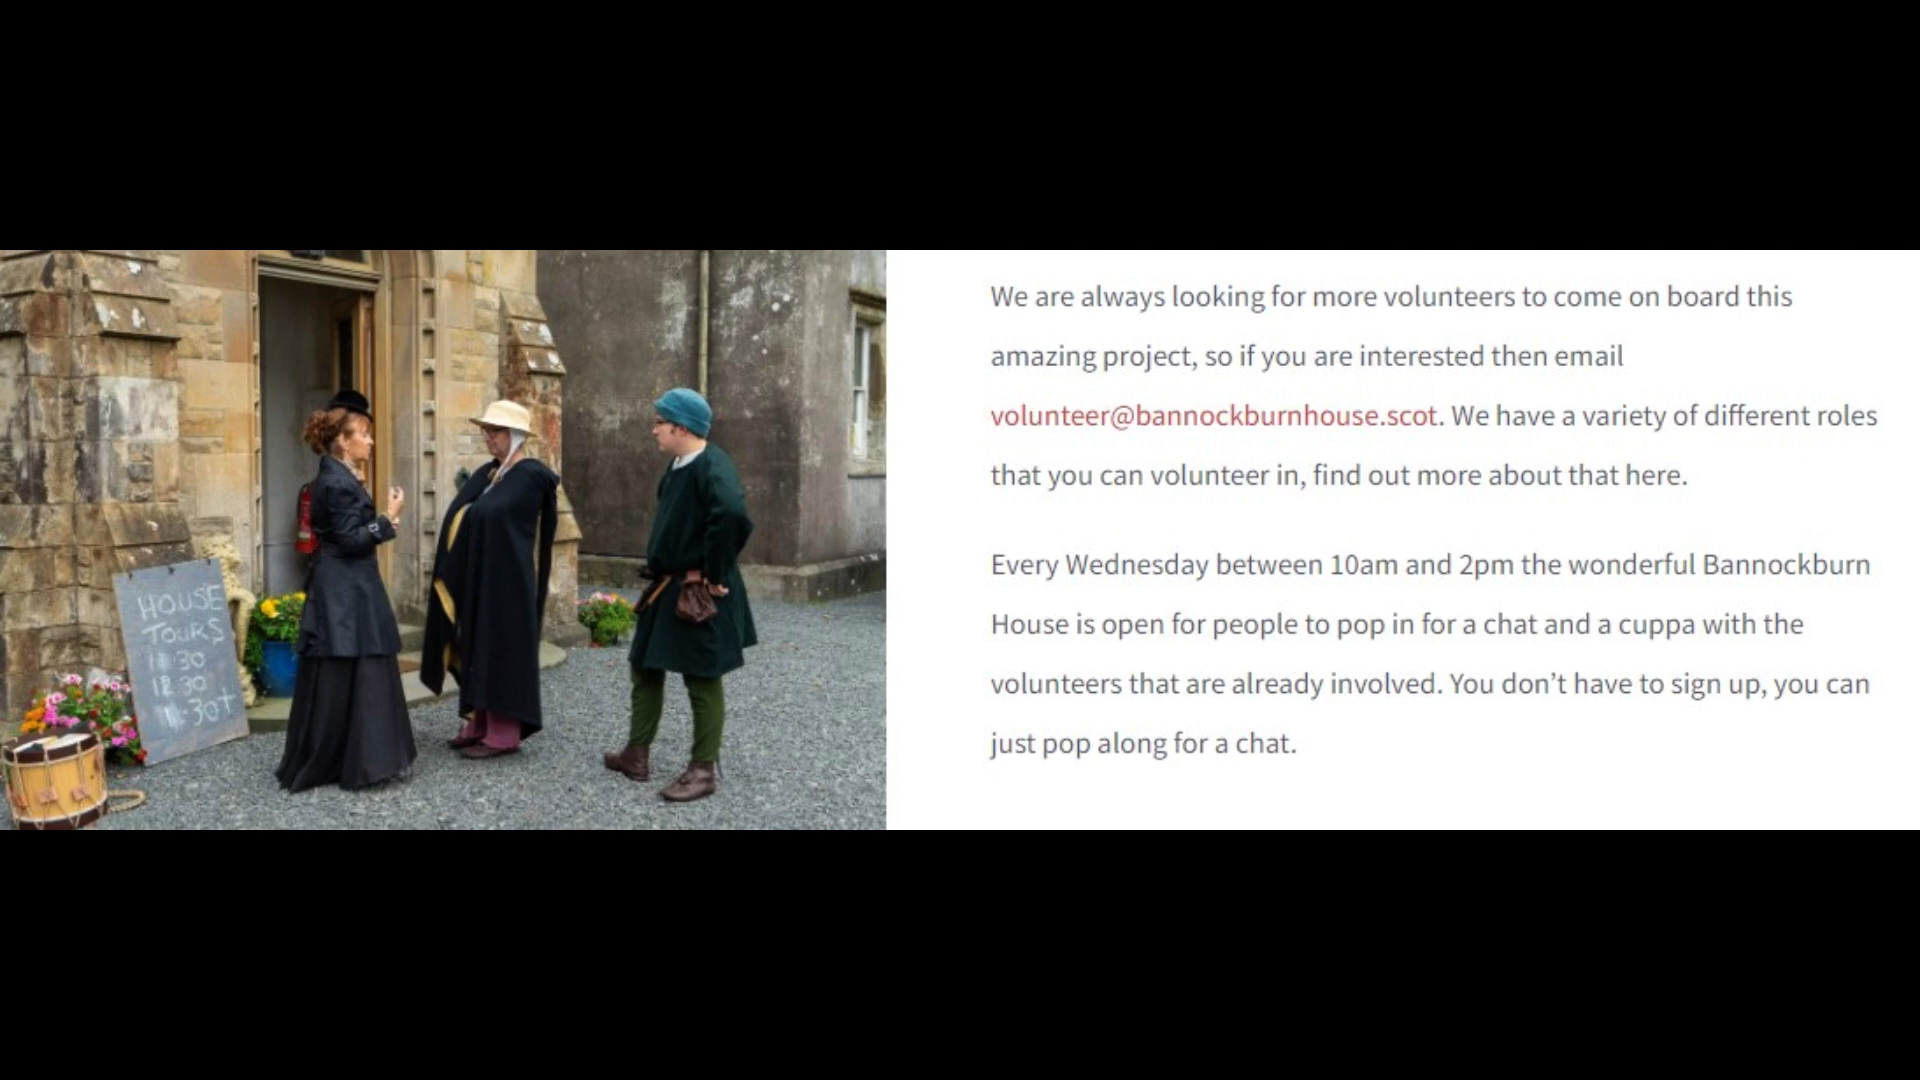 HOUSE
TOURS
We are always looking for more volunteers to come on board this
amazing project, so if you are interested then email
volunteer@bannockburnhouse.scot. We have a variety of different roles
that you can volunteer in, find out more about that here.
Every Wednesday between 10am and 2pm the wonderful Bannockburn
House is open for people to pop in for a chat and a cuppa with the
volunteers that are already involved. You don’t have to sign up, you can
just pop along for a chat.